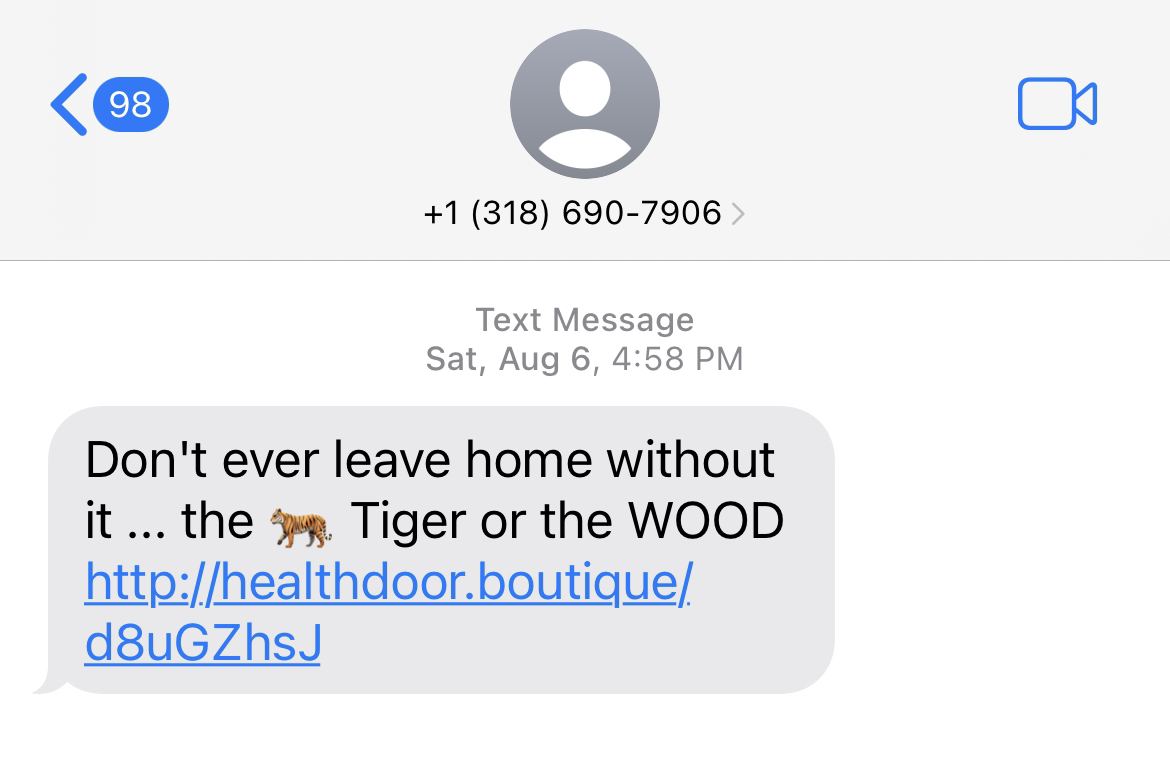 98
+1 (318) 690-7906
Text Message
Sat, Aug 6, 4:58 PM
Don't ever leave home without
it ... the 🐅 Tiger or the WOOD
http://healthdoor.boutique/
d8uGZhsJ